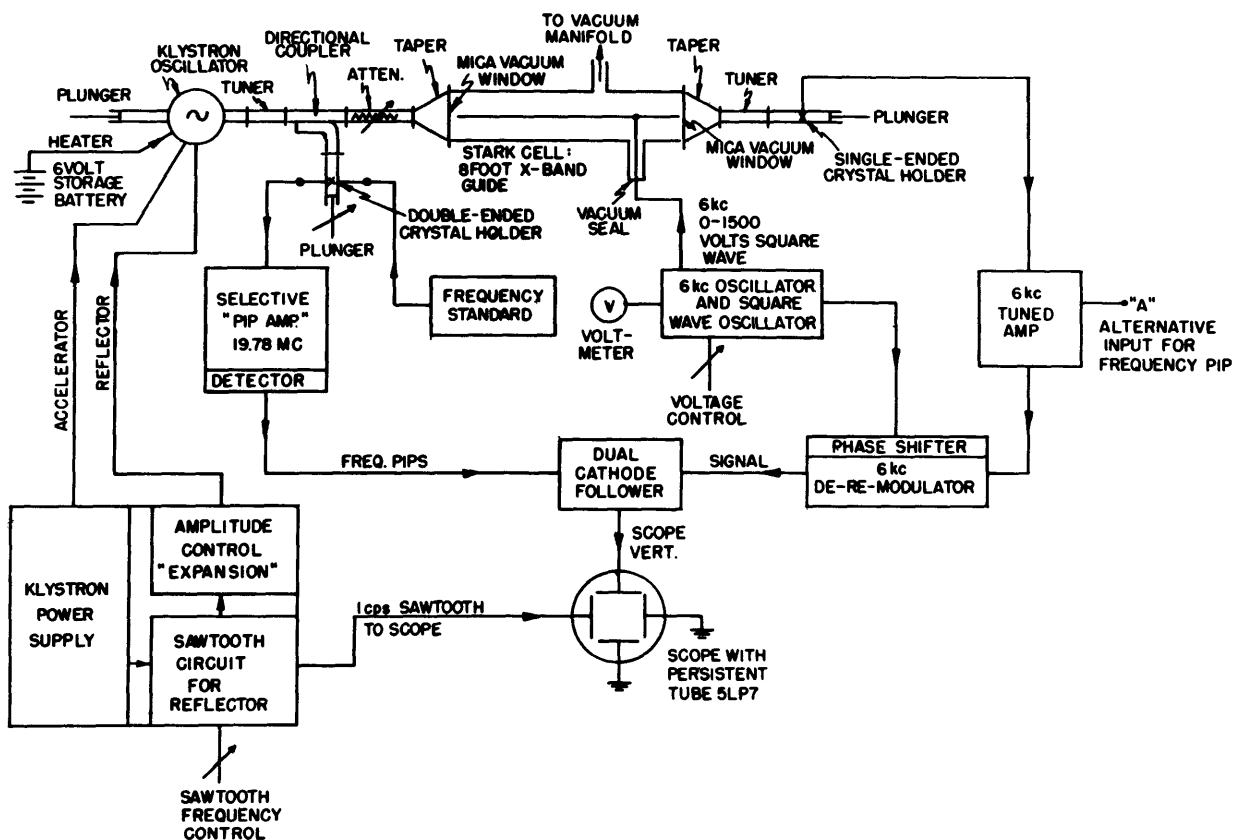 TO VACUUM
MANIFOLD
KLYSTRON
OSCILLATOR
DIRECTIONAL
COUPLER
TAPER
MICA VACUUM
WINDOW
TAPER
TUNER
ATTEN.
TUNER
PLUNGER
~
PLUNGER
HEATER
6VOLT
STORAGE
BATTERY
STARK CELL:
8FOOT X-BAND
GUIDE
MICA VACUUM
WINDOW
SINGLE-ENDED
CRYSTAL HOLDER
DOUBLE-ENDED
CRYSTAL HOLDER
PLUNGER
VACUUM
SEAL
6kc
0-1500
VOLTS SQUARE
WAVE
SELECTIVE
"PIP AMP."
19.78 MC
DETECTOR
FREQUENCY
STANDARD
V
VOLT-
METER
6kc OSCILLATOR
AND SQUARE
WAVE OSCILLATOR
VOLTAGE
CONTROL
6kc
TUNED
AMP
"A"
ALTERNATIVE
INPUT FOR
FREQUENCY PIP
ACCELERATOR
REFLECTOR
FREQ. PIPS
DUAL
CATHODE
FOLLOWER
SIGNAL
PHASE SHIFTER
6kc
DE-RE-MODULATOR
SCOPE
VERT.
KLYSTRON
POWER
SUPPLY
AMPLITUDE
CONTROL
"EXPANSION"
SAWTOOTH
CIRCUIT
FOR
REFLECTOR
1cps SAWTOOTH
TO SCOPE
SCOPE WITH
PERSISTENT
TUBE 5LP7
SAWTOOTH
FREQUENCY
CONTROL